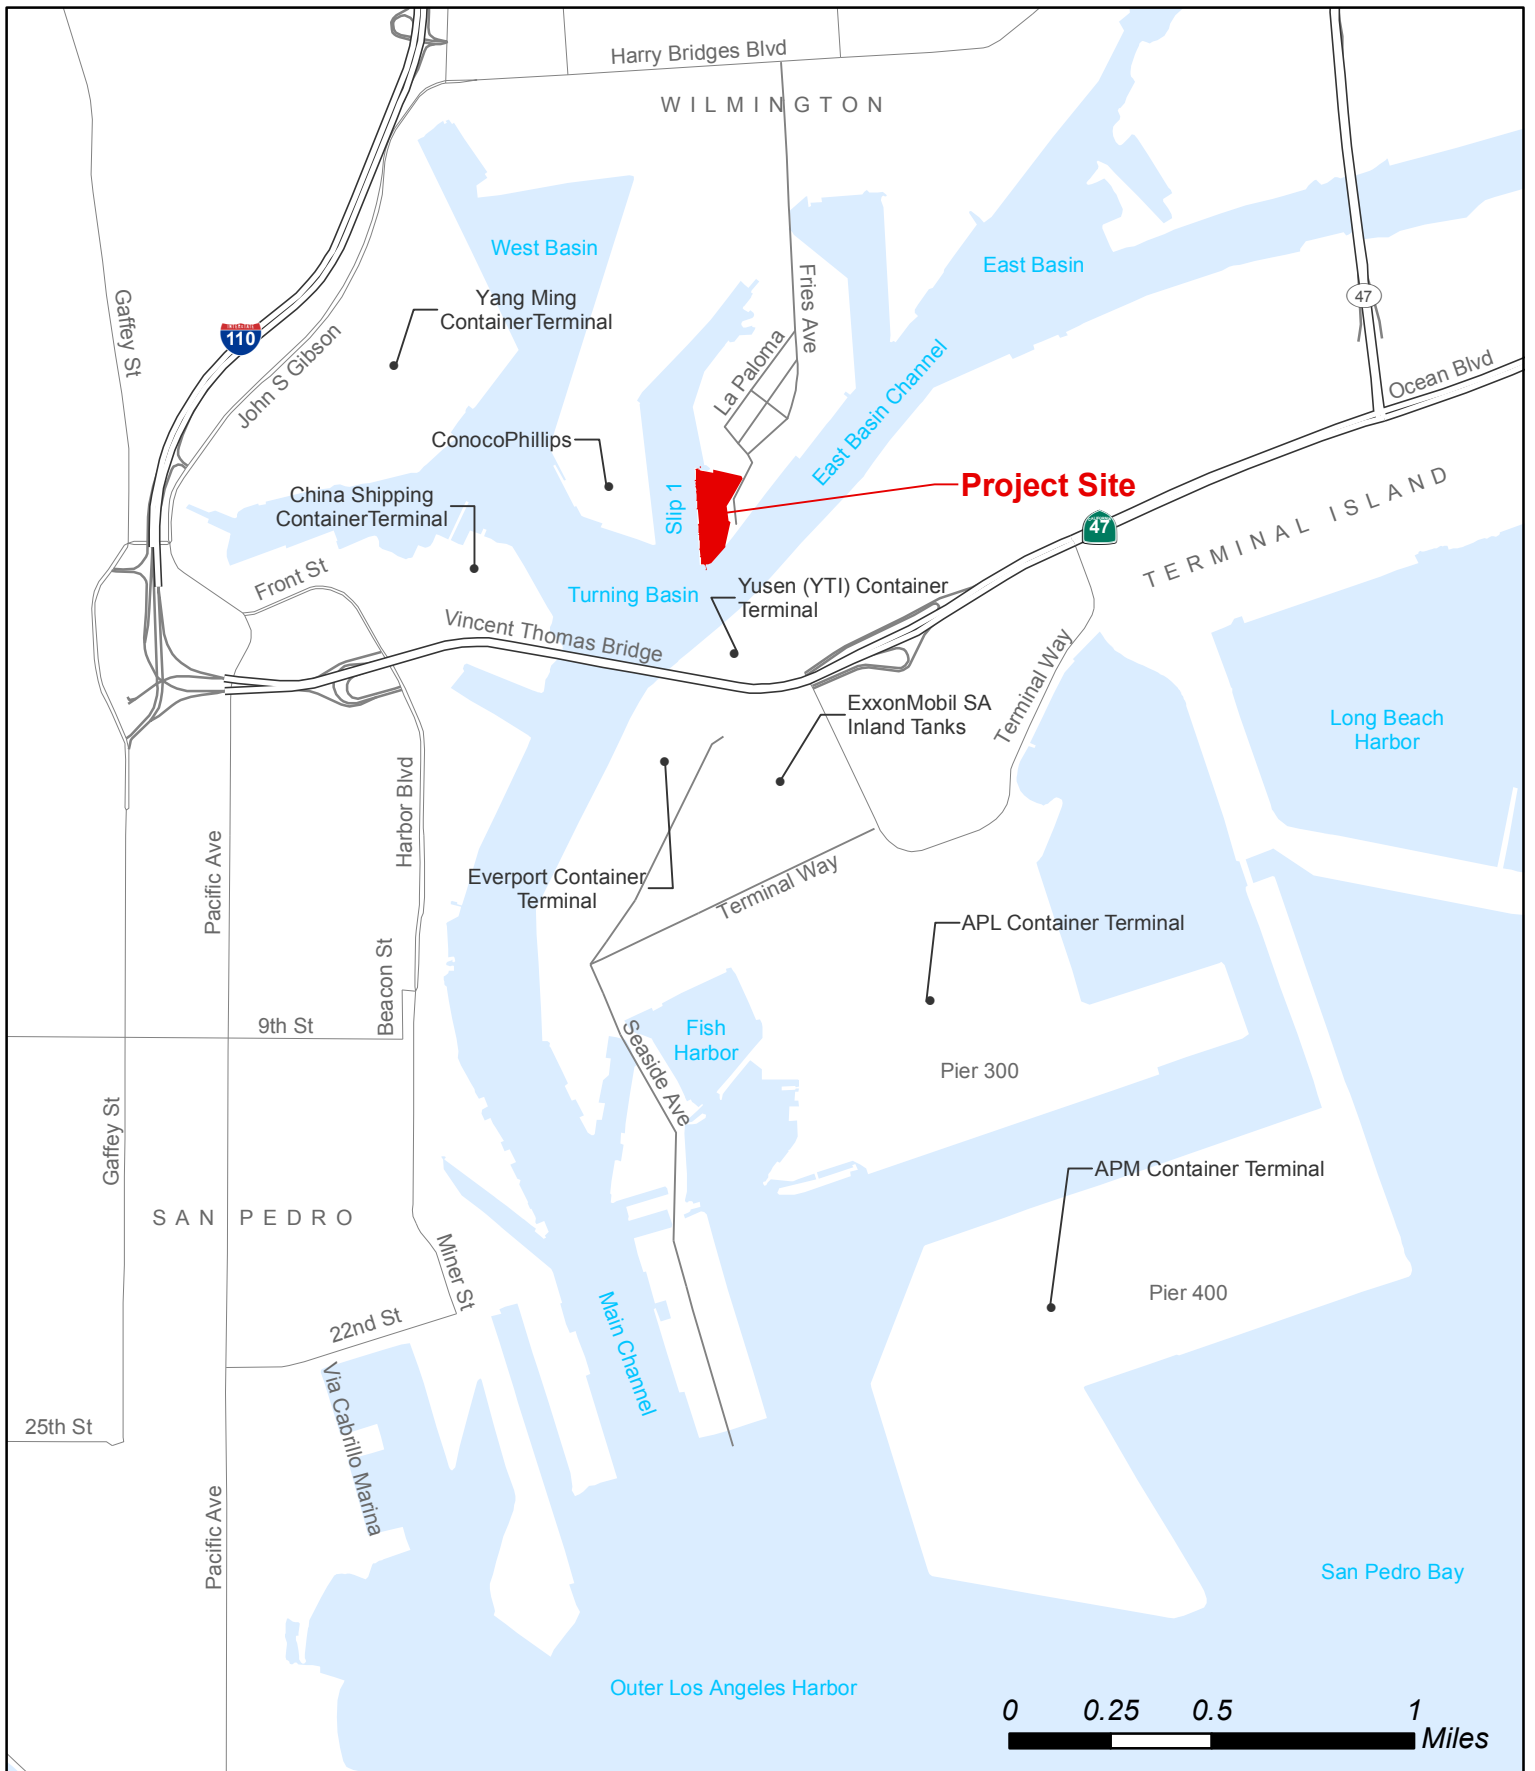 Harry Bridges Blvd
WILMINGTON
West Basin
East Basin
Fries Ave
Gaffey St
47
Yang Ming
ContainerTerminal
INTERSTATE
110
John S Gibson
La Paloma
East Basin Channel
Ocean Blvd
ConocoPhillips
Slip 1
Project Site
China Shipping
ContainerTerminal
CALIFORNIA
47
TERMINAL ISLAND
Front St
Turning Basin
Yusen (YTI) Container
Terminal
Vincent Thomas Bridge
Terminal Way
ExxonMobil SA
Inland Tanks
Long Beach
Harbor
Harbor Blvd
Pacific Ave
Everport Container
Terminal
Terminal Way
APL Container Terminal
Beacon St
9th St
Seaside Ave
Fish
Harbor
Pier 300
Gaffey St
APM Container Terminal
SAN PEDRO
Miner St
Pier 400
22nd St
Main Channel
Via Cabrillo Marina
25th St
Pacific Ave
San Pedro Bay
Outer Los Angeles Harbor
0 0.25 0.5 1
Miles